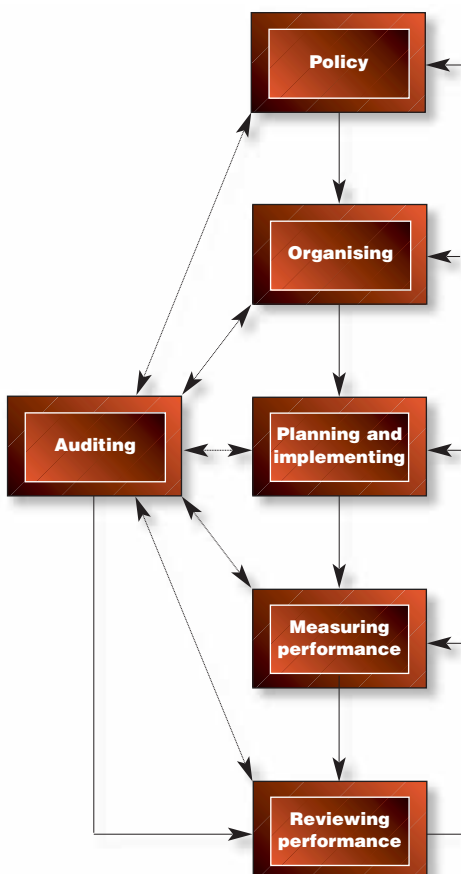 Policy
Organising
Auditing
Planning and
implementing
Measuring
performance
Reviewing
performance